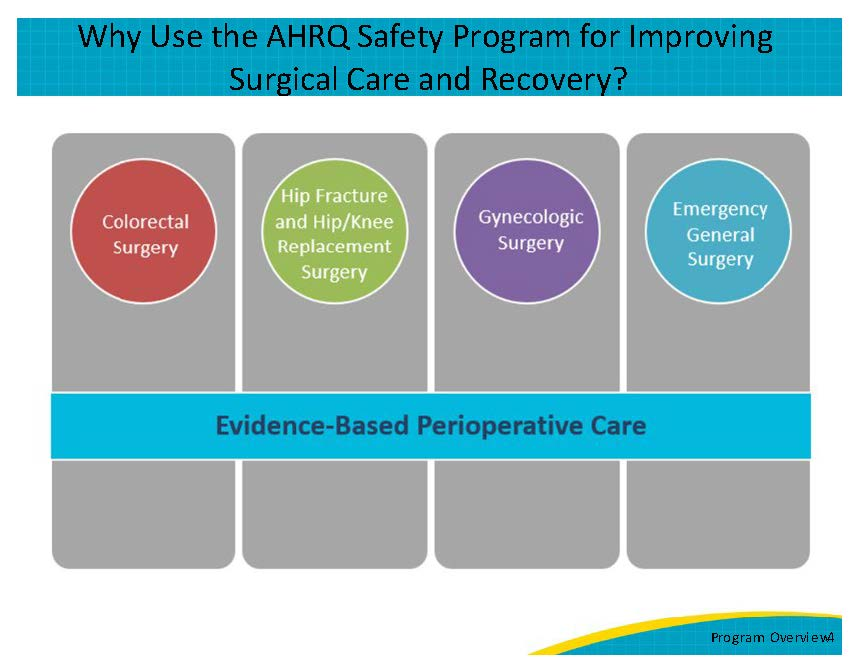 Why Use the AHRQ Safety Program for Improving
Surgical Care and Recovery?
Colorectal
Surgery
Hip Fracture
and Hip/Knee
Replacement
Surgery
Gynecologic
Surgery
Emergency
General
Surgery
Evidence-Based Perioperative Care
Program Overview4